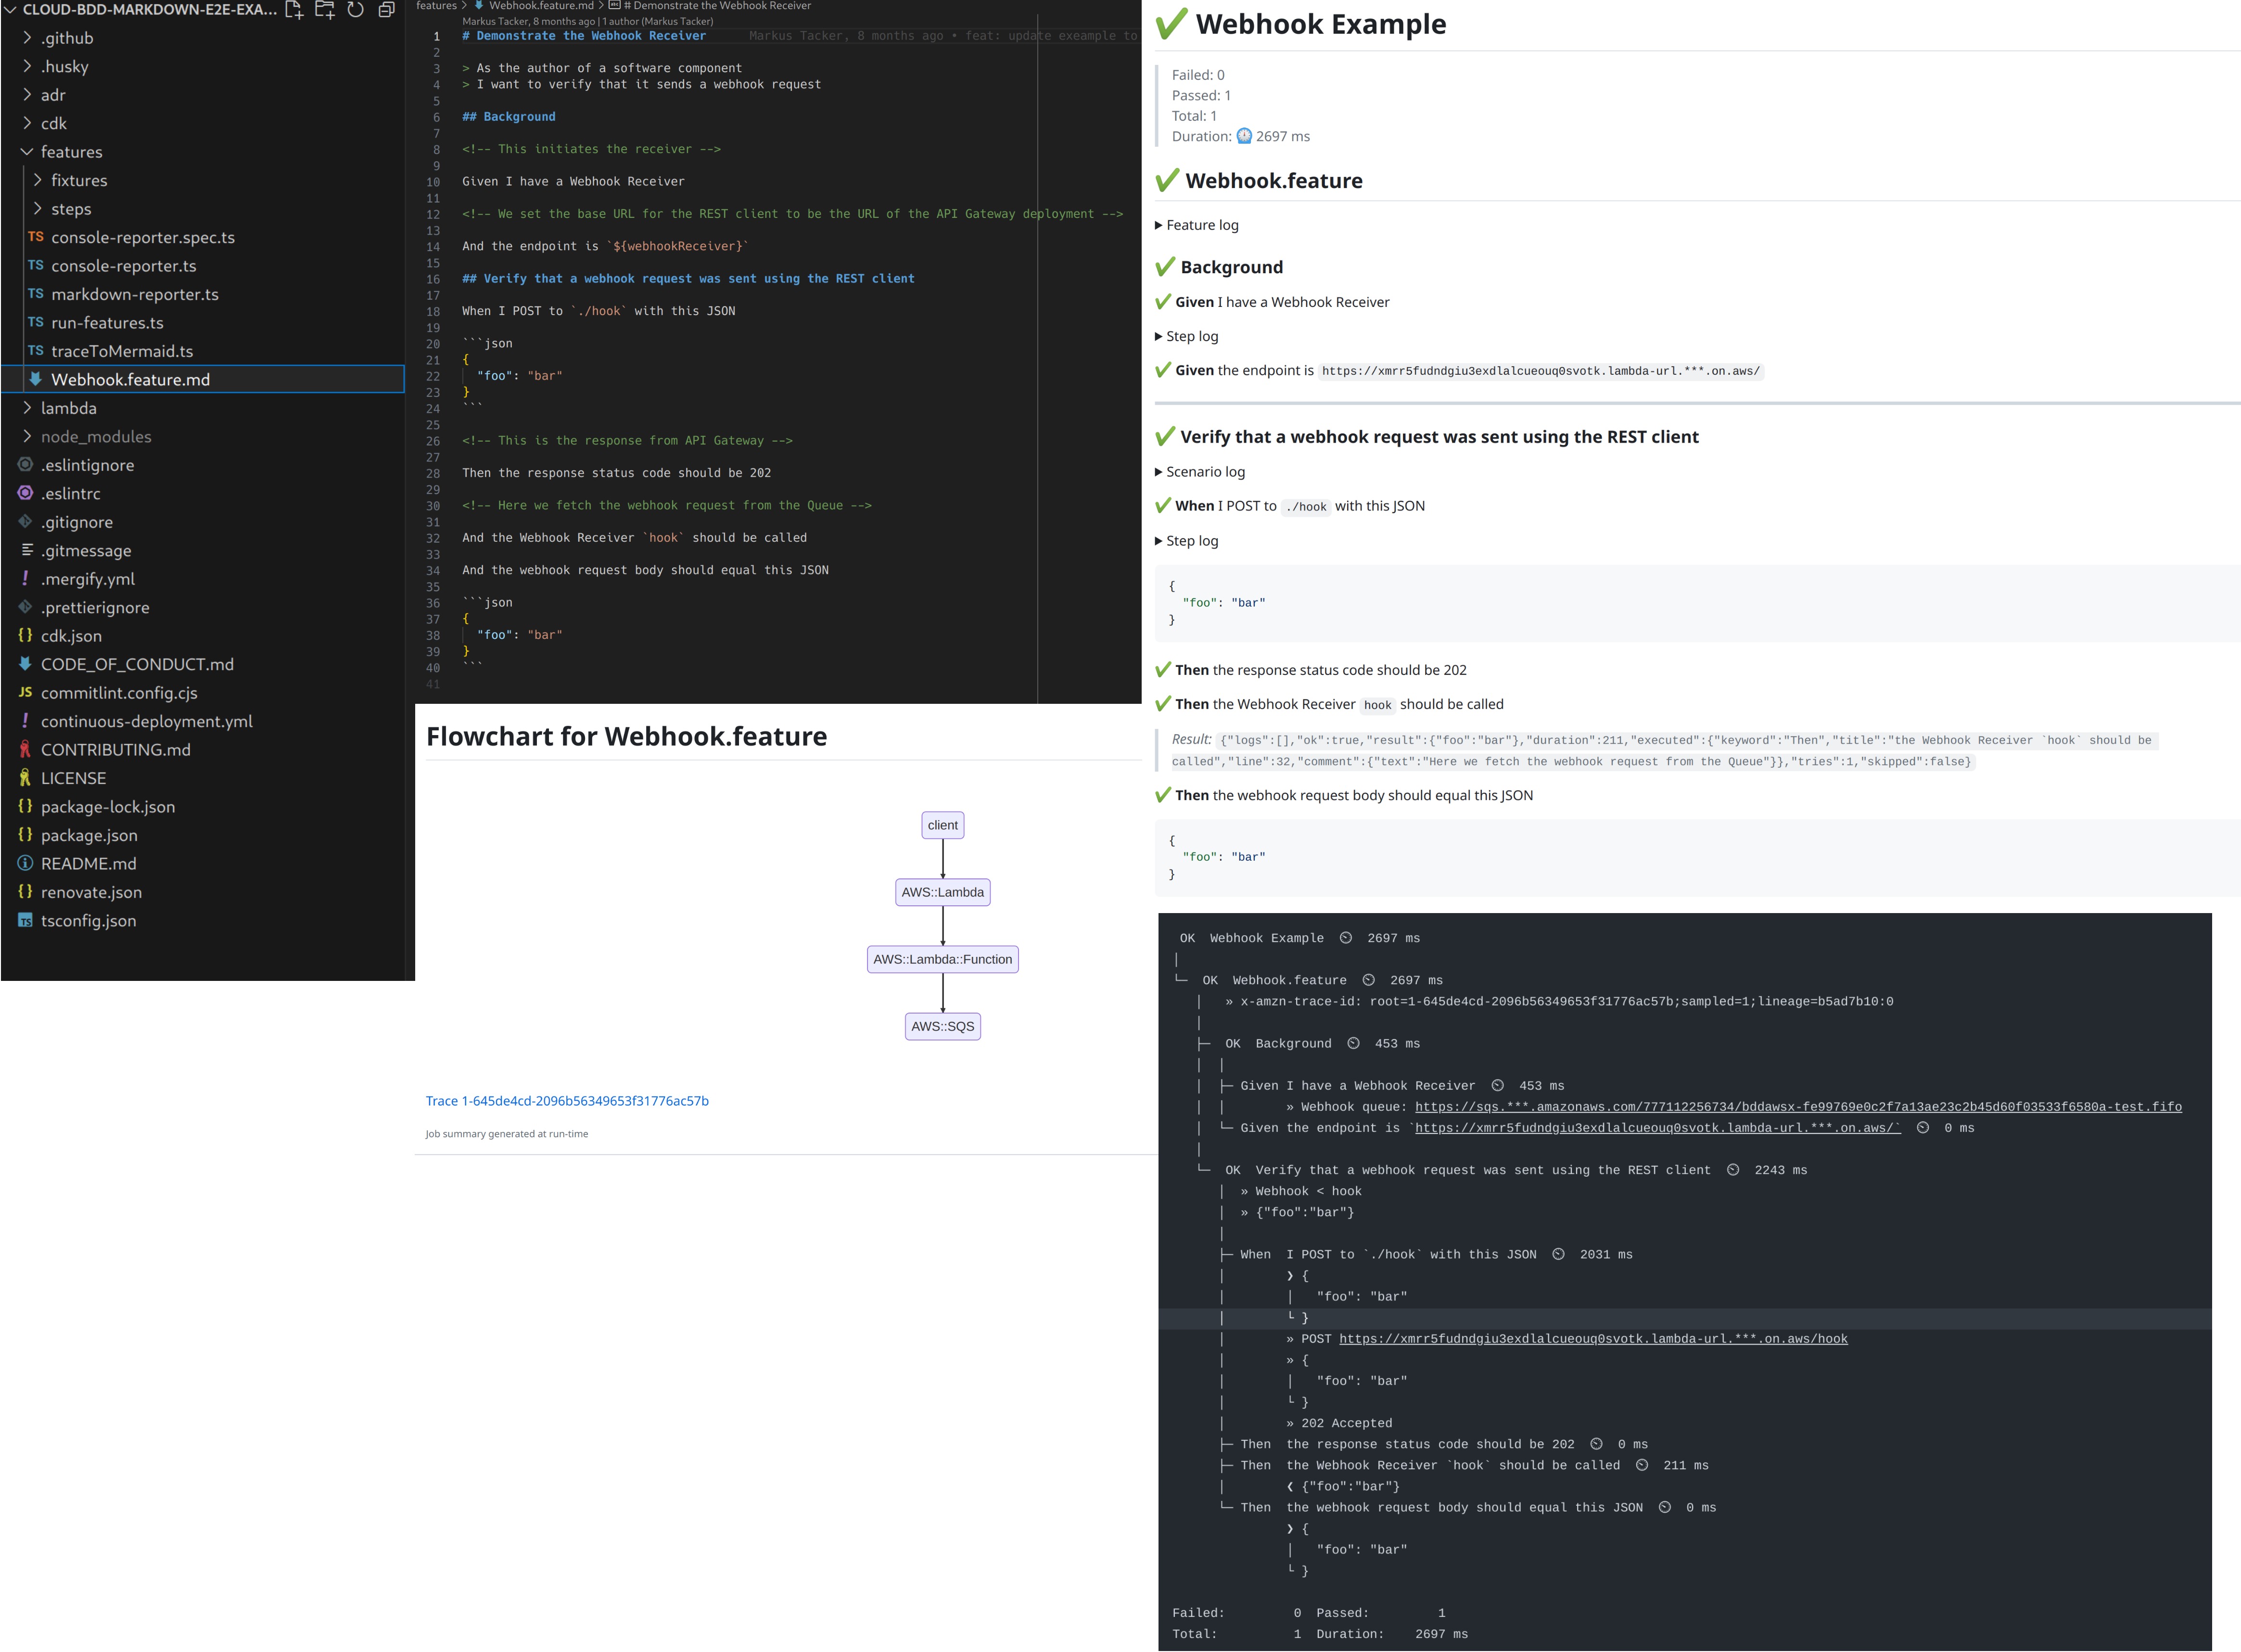 CLOUD-BDD-MARKDOWN-E2E-EXA...
.github
.husky
adr
cdk
features
fixtures
steps
TS console-reporter.spec.ts
TS console-reporter.ts
TS markdown-reporter.ts
TS run-features.ts
TS traceToMermaid.ts
Webhook.feature.md
lambda
node_modules
.eslintignore
.eslintrc
.gitignore
.gitmessage
! .mergify.yml
.prettierignore
{} cdk.json
CODE_OF_CONDUCT.md
JS commitlint.config.cjs
! continuous-deployment.yml
CONTRIBUTING.md
LICENSE
{} package-lock.json
{} package.json
README.md
{} renovate.json
TS tsconfig.json
features > Webhook.feature.md > # Demonstrate the Webhook Receiver
Markus Tacker, 8 months ago | 1 author (Markus Tacker)
1 # Demonstrate the Webhook Receiver Markus Tacker, 8 months ago • feat: update exeample to
2
3 > As the author of a software component
4 > I want to verify that it sends a webhook request
5
6 ## Background
7
8 <!-- This initiates the receiver -->
9
10 Given I have a Webhook Receiver
11
12 <!-- We set the base URL for the REST client to be the URL of the API Gateway deployment -->
13
14 And the endpoint is `${webhookReceiver}`
15
16 ## Verify that a webhook request was sent using the REST client
17
18 When I POST to `./hook` with this JSON
19
20 ```json
21 {
22 "foo": "bar"
23 }
24 ```
25
26 <!-- This is the response from API Gateway -->
27
28 Then the response status code should be 202
29
30 <!-- Here we fetch the webhook request from the Queue -->
31
32 And the Webhook Receiver `hook` should be called
33
34 And the webhook request body should equal this JSON
35
36 ```json
37 {
38 "foo": "bar"
39 }
40 ```
41
Flowchart for Webhook.feature
client
AWS::Lambda
AWS::Lambda::Function
AWS::SQS
Trace 1-645de4cd-2096b56349653f31776ac57b
Job summary generated at run-time
✅ Webhook Example
Failed: 0
Passed: 1
Total: 1
Duration: ⏲ 2697 ms
✅ Webhook.feature
▶ Feature log
✅ Background
✅ Given I have a Webhook Receiver
▶ Step log
✅ Given the endpoint is https://xmrr5fudndgiu3exdlalcueouq0svotk.lambda-url.***.on.aws/
✅ Verify that a webhook request was sent using the REST client
▶ Scenario log
✅ When I POST to ./hook with this JSON
▶ Step log
{
"foo": "bar"
}
✅ Then the response status code should be 202
✅ Then the Webhook Receiver hook should be called
Result: {"logs":[],"ok":true,"result":{"foo":"bar"},"duration":211,"executed":{"keyword":"Then","title":"the Webhook Receiver `hook` should be
called","line":32,"comment":{"text":"Here we fetch the webhook request from the Queue"}},"tries":1,"skipped":false}
✅ Then the webhook request body should equal this JSON
{
"foo": "bar"
}
OK Webhook Example ⏲ 2697 ms
OK Webhook.feature ⏲ 2697 ms
» x-amzn-trace-id: root=1-645de4cd-2096b56349653f31776ac57b;sampled=1;lineage=b5ad7b10:0
OK Background ⏲ 453 ms
Given I have a Webhook Receiver ⏲ 453 ms
» Webhook queue: https://sqs.***.amazonaws.com/777112256734/bddawsx-fe99769e0c2f7a13ae23c2b45d60f03533f6580a-test.fifo
Given the endpoint is `https://xmrr5fudndgiu3exdlalcueouq0svotk.lambda-url.***.on.aws/` ⏲ 0 ms
OK Verify that a webhook request was sent using the REST client ⏲ 2243 ms
» Webhook < hook
» {"foo":"bar"}
When I POST to `./hook` with this JSON ⏲ 2031 ms
❯ {
"foo": "bar"
}
» POST https://xmrr5fudndgiu3exdlalcueouq0svotk.lambda-url.***.on.aws/hook
» {
"foo": "bar"
}
» 202 Accepted
Then the response status code should be 202 ⏲ 0 ms
Then the Webhook Receiver `hook` should be called ⏲ 211 ms
❮ {"foo":"bar"}
Then the webhook request body should equal this JSON ⏲ 0 ms
❯ {
"foo": "bar"
}
Failed: 0 Passed: 1
Total: 1 Duration: 2697 ms